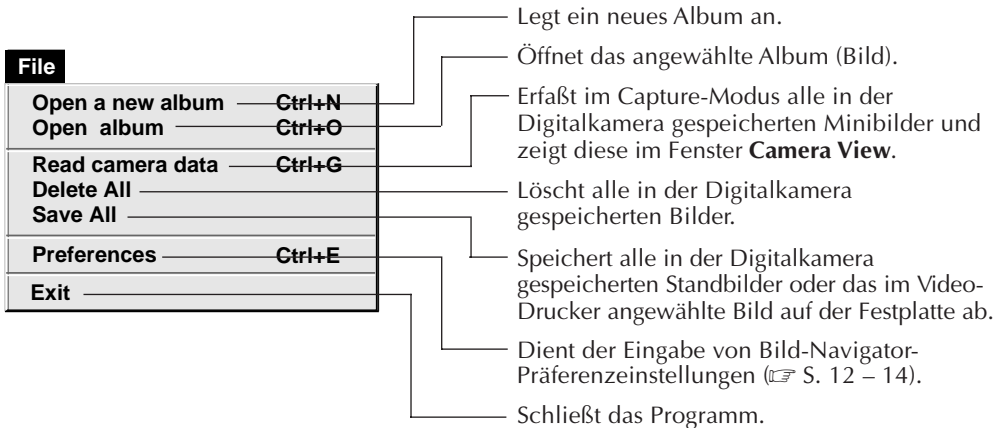 File
Open a new album Ctrl+N
Open album Ctrl+O
Read camera data Ctrl+G
Delete All
Save All
Preferences Ctrl+E
Exit
Legt ein neues Album an.
Öffnet das angewählte Album (Bild).
Erfaßt im Capture-Modus alle in der
Digitalkamera gespeicherten Minibilder und
zeigt diese im Fenster Camera View.
Löscht alle in der Digitalkamera
gespeicherten Bilder.
Speichert alle in der Digitalkamera
gespeicherten Standbilder oder das im Video-
Drucker angewählte Bild auf der Festplatte ab.
Dient der Eingabe von Bild-Navigator-
Präferenzeinstellungen (☞ S. 12 – 14).
Schließt das Programm.